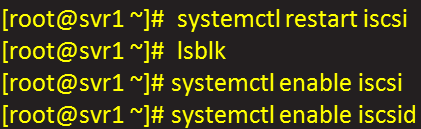 [root@svr1 ~]# systemctl restart iscsi
[root@svr1 ~]# lsblk
[root@svr1 ~]# systemctl enable iscsi
[root@svr1 ~]# systemctl enable iscsid